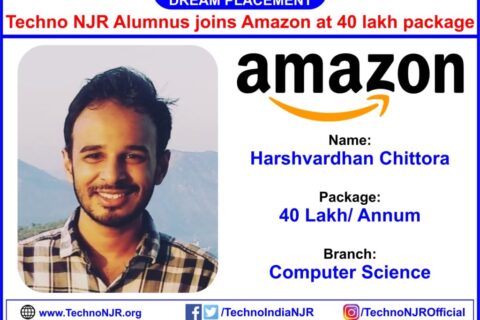 DREAM PLACEMENT
Techno NJR Alumnus joins Amazon at 40 lakh package
amazon
Name:
Harshvardhan Chittora
Package:
40 Lakh/ Annum
Branch:
Computer Science
www.TechnoNJR.org
/TechnoIndiaNJR
/TechnoNJROfficial